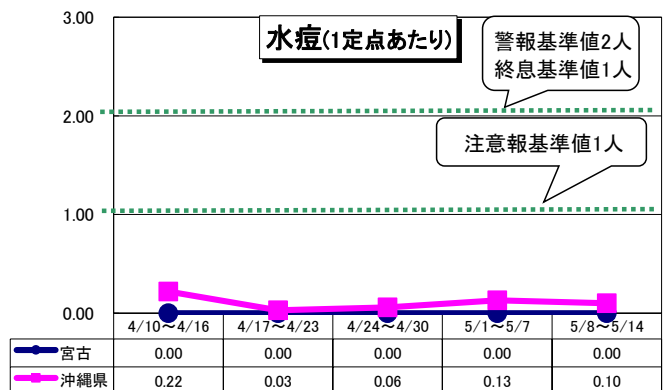 水痘(1定点あたり)
警報基準値2人
終息基準値1人
注意報基準値1人
3.00
2.00
1.00
0.00
4/10～4/16 4/17～4/23 4/24～4/30 5/1～5/7 5/8～5/14
宮古 0.00 0.00 0.00 0.00 0.00
沖縄県 0.22 0.03 0.06 0.13 0.10